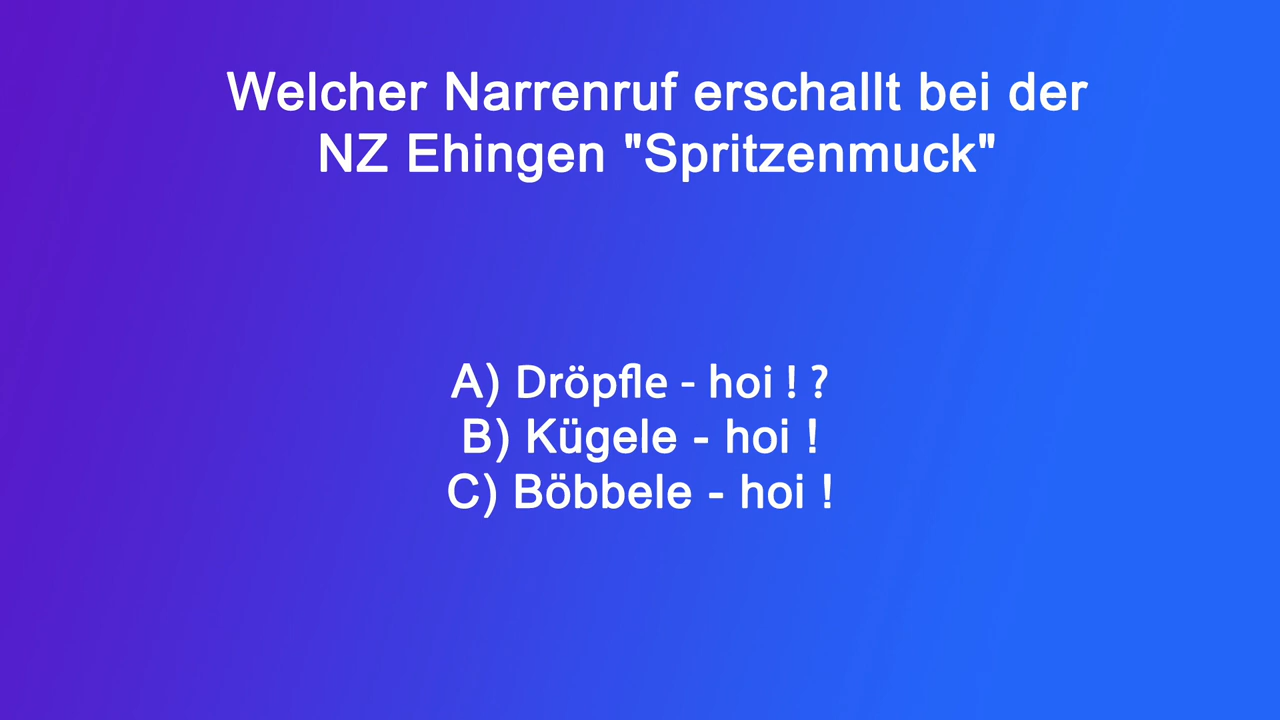 Welcher Narrenruf erschallt bei der
NZ Ehingen "Spritzenmuck"
A) Dröpfle - hoi ! ?
B) Kügele - hoi !
C) Böbbele - hoi !